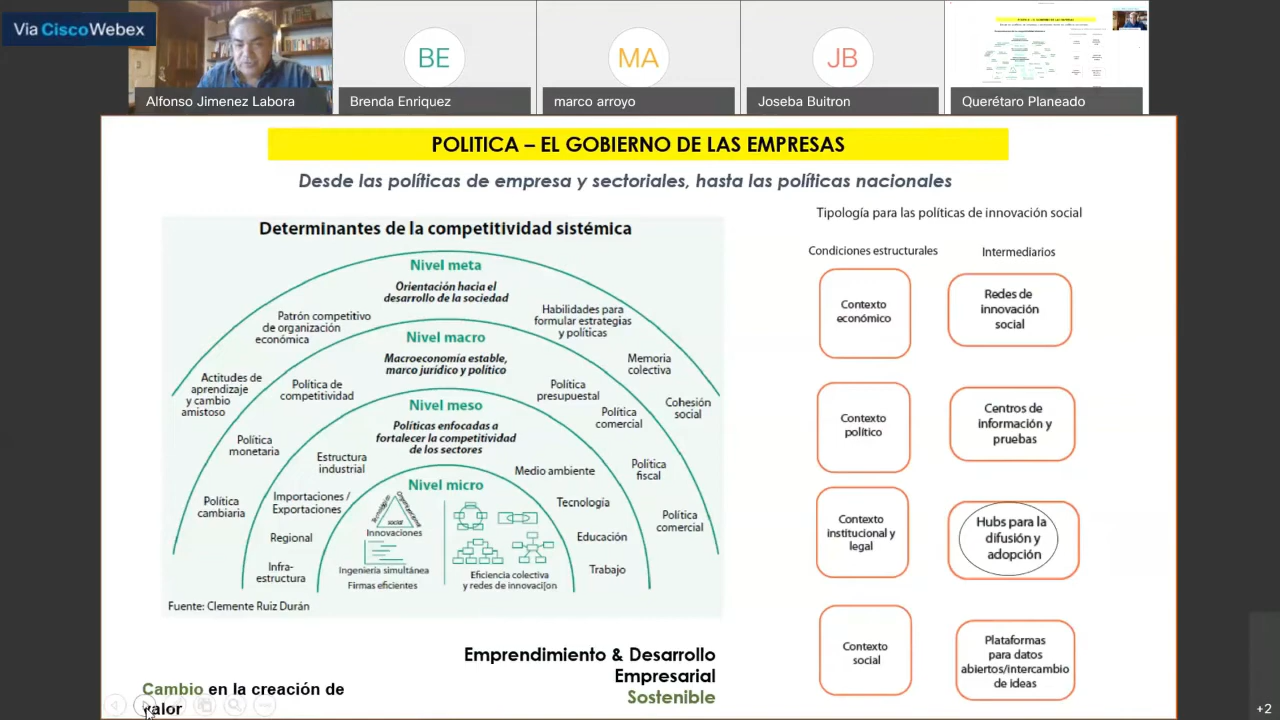 Via Cisco Webex
BE
MA
JB
Alfonso Jimenez Labora
Brenda Enriquez
marco arroyo
Joseba Buitron
Querétaro Planeado
POLITICA – EL GOBIERNO DE LAS EMPRESAS
Desde las políticas de empresa y sectoriales, hasta las políticas nacionales
Determinantes de la competitividad sistémica
Nivel meta
Orientación hacia el
desarrollo de la sociedad
Patrón competitivo
de organización
económica
Habilidades para
formular estrategias
y políticas
Actitudes de
aprendizaje
y cambio
amistoso
Memoria
colectiva
Cohesión
social
Nivel macro
Macroeconomía estable,
marco jurídico y político
Política de
competitividad
Política
presupuestal
Política
comercial
Política
monetaria
Política
fiscal
Política
cambiaria
Política
comercial
Nivel meso
Políticas enfocadas a
fortalecer la competitividad
de los sectores
Estructura
industrial
Medio ambiente
Importaciones /
Exportaciones
Tecnología
Regional
Educación
Infra-
estructura
Trabajo
Nivel micro
Tecnológico
Organizacional
social
Innovaciones
Ingeniería simultánea
Firmas eficientes
Eficiencia colectiva
y redes de innovaci[on
Fuente: Clemente Ruiz Durán
Tipología para las políticas de innovación social
Condiciones estructurales
Intermediarios
Contexto
económico
Redes de
innovación
social
Contexto
político
Centros de
información y
pruebas
Contexto
institucional y
legal
Hubs para la
difusión y
adopción
Contexto
social
Plataformas
para datos
abiertos/intercambio
de ideas
Emprendimiento & Desarrollo
Empresarial
Sostenible
Cambio en la creación de
valor
+2